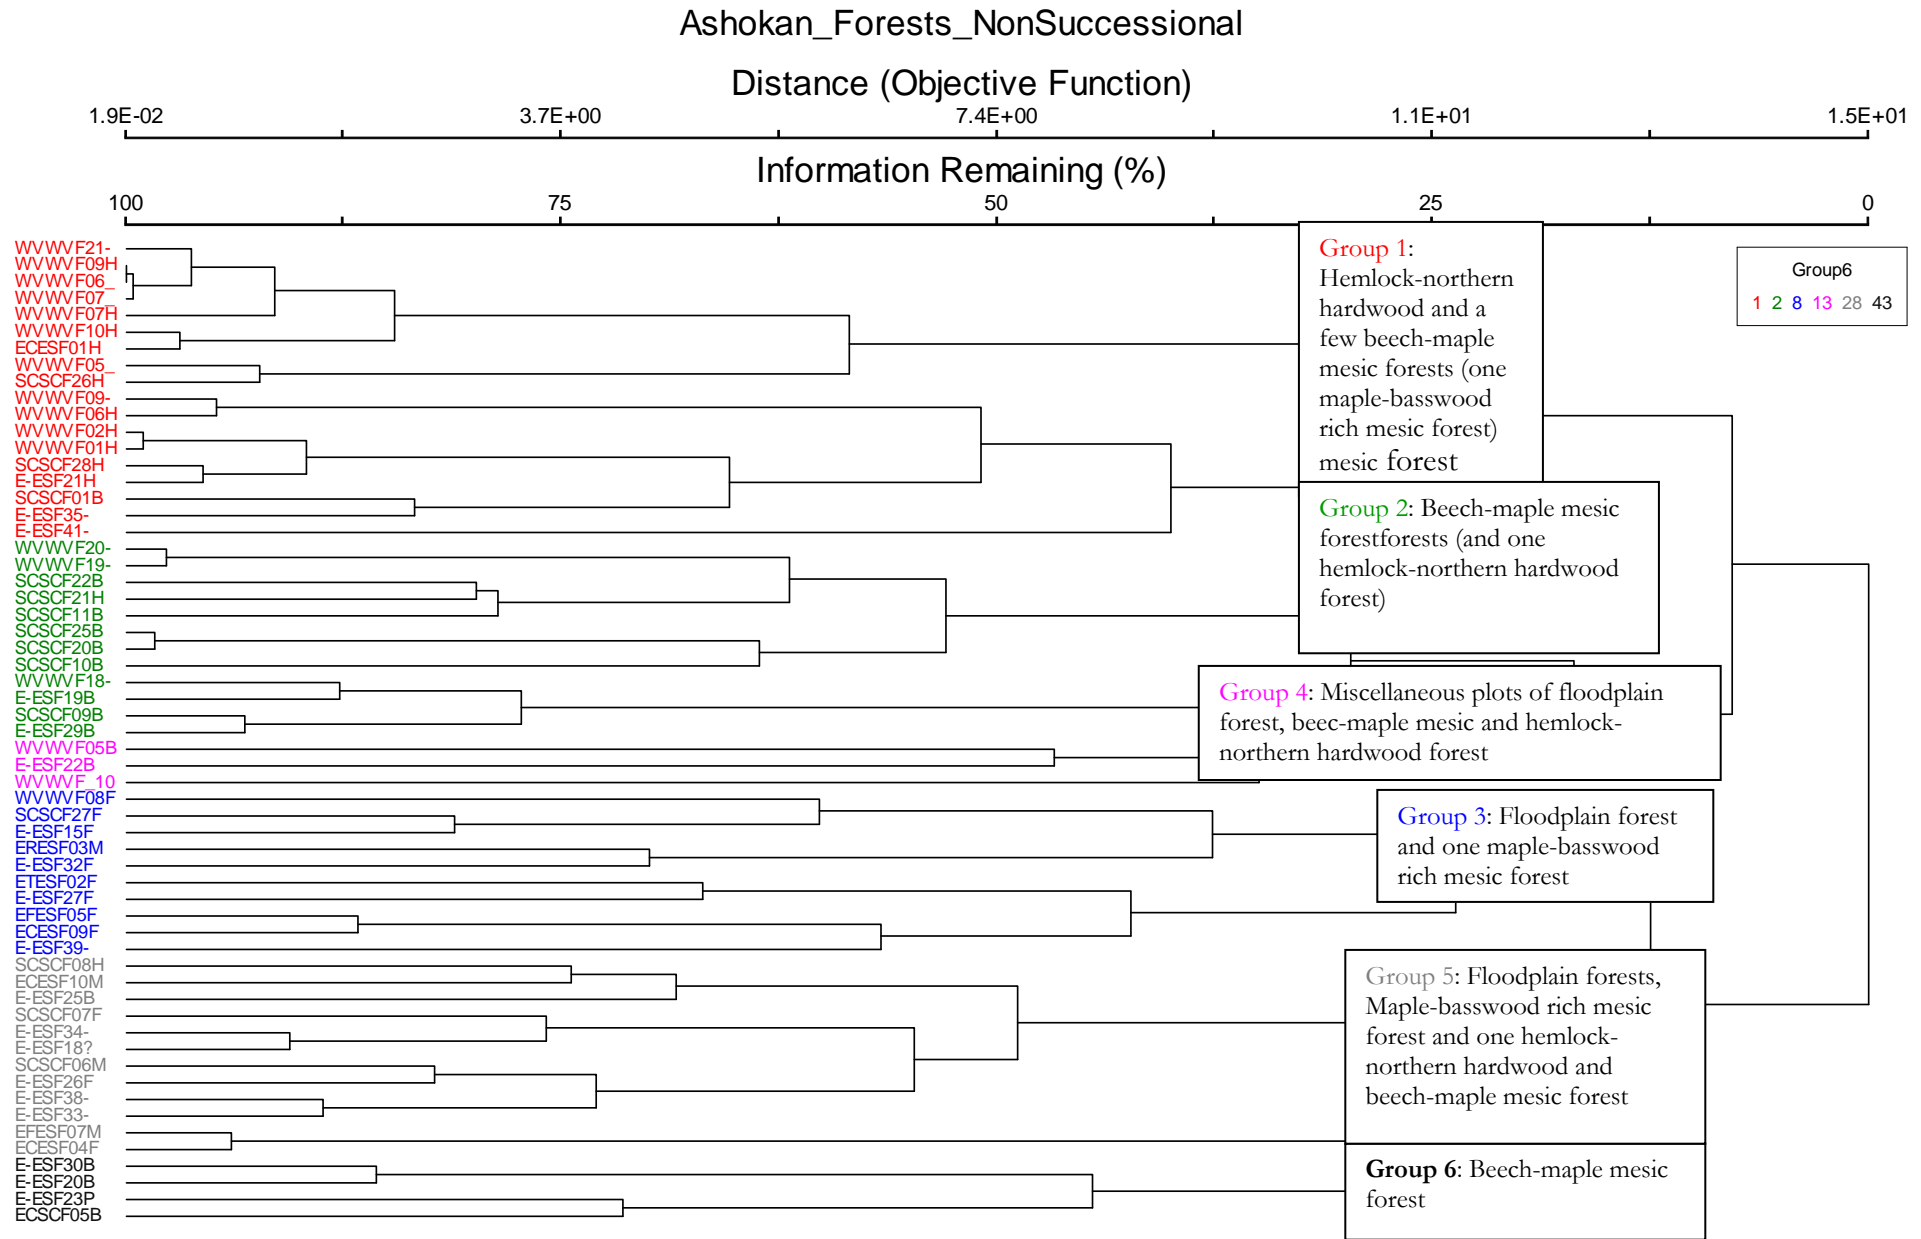 Ashokan_Forests_NonSuccessional
Distance (Objective Function)
1.9E-02 3.7E+00 7.4E+00 1.1E+01 1.5E+01
Information Remaining (%)
100 75 50 25 0
WVWVF21-
WVWVF09H
WVWVF06_
WVWVF07_
WVWVF07H
WVWVF10H
ECESF01H
WVWVF05_
SCSCF26H
WVWVF09-
WVWVF06H
WVWVF02H
WVWVF01H
SCSCF28H
E-ESF21H
SCSCF01B
E-ESF35-
E-ESF41-
WVWVF20-
WVWVF19-
SCSCF22B
SCSCF21H
SCSCF11B
SCSCF25B
SCSCF20B
SCSCF10B
WVWVF18-
E-ESF19B
SCSCF09B
E-ESF29B
WVWVF05B
E-ESF22B
WVWVF_10
WVWVF08F
SCSCF27F
E-ESF15F
ERESF03M
E-ESF32F
ETESF02F
E-ESF27F
EFESF05F
ECESF09F
E-ESF39-
SCSCF08H
ECESF10M
E-ESF25B
SCSCF07F
E-ESF34-
E-ESF18?
SCSCF06M
E-ESF26F
E-ESF38-
E-ESF33-
EFESF07M
ECESF04F
E-ESF30B
E-ESF20B
E-ESF23P
ECSCF05B
Group 1:
Hemlock-northern
hardwood and a
few beech-maple
mesic forests (one
maple-basswood
rich mesic forest)
mesic forest
Group 2: Beech-maple mesic
forestforests (and one
hemlock-northern hardwood
forest)
Group 4: Miscellaneous plots of floodplain
forest, beec-maple mesic and hemlock-
northern hardwood forest
Group 3: Floodplain forest
and one maple-basswood
rich mesic forest
Group 5: Floodplain forests,
Maple-basswood rich mesic
forest and one hemlock-
northern hardwood and
beech-maple mesic forest
Group 6: Beech-maple mesic
forest
Group6
1 2 8 13 28 43